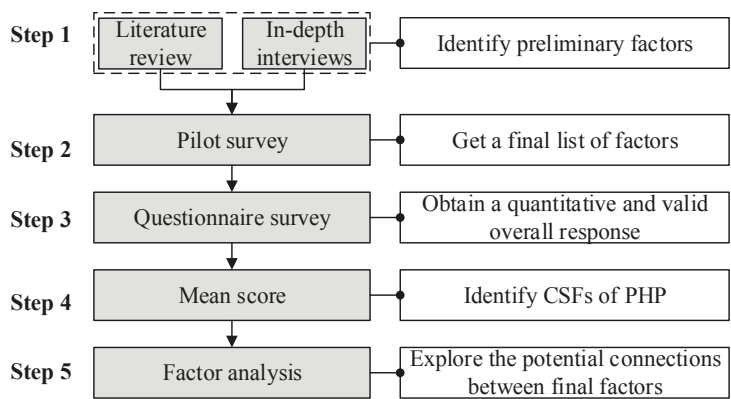 Step 1
Literature
review
In-depth
interviews
Identify preliminary factors
Step 2
Pilot survey
Get a final list of factors
Step 3
Questionnaire survey
Obtain a quantitative and valid
overall response
Step 4
Mean score
Identify CSFs of PHP
Step 5
Factor analysis
Explore the potential connections
between final factors